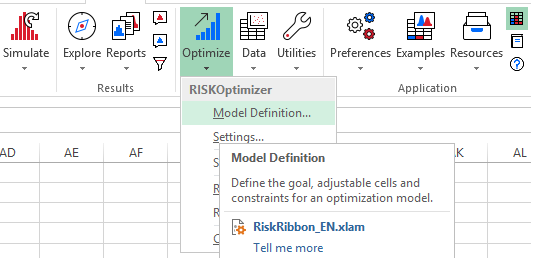 Simulate Explore Reports Optimize Data Utilities Preferences Examples Resources
Results Application
RISKOptimizer
Model Definition...
Settings...
AD AE AF AK AL
Model Definition
Define the goal, adjustable cells and
constraints for an optimization model.
RiskRibbon_EN.xlam
Tell me more